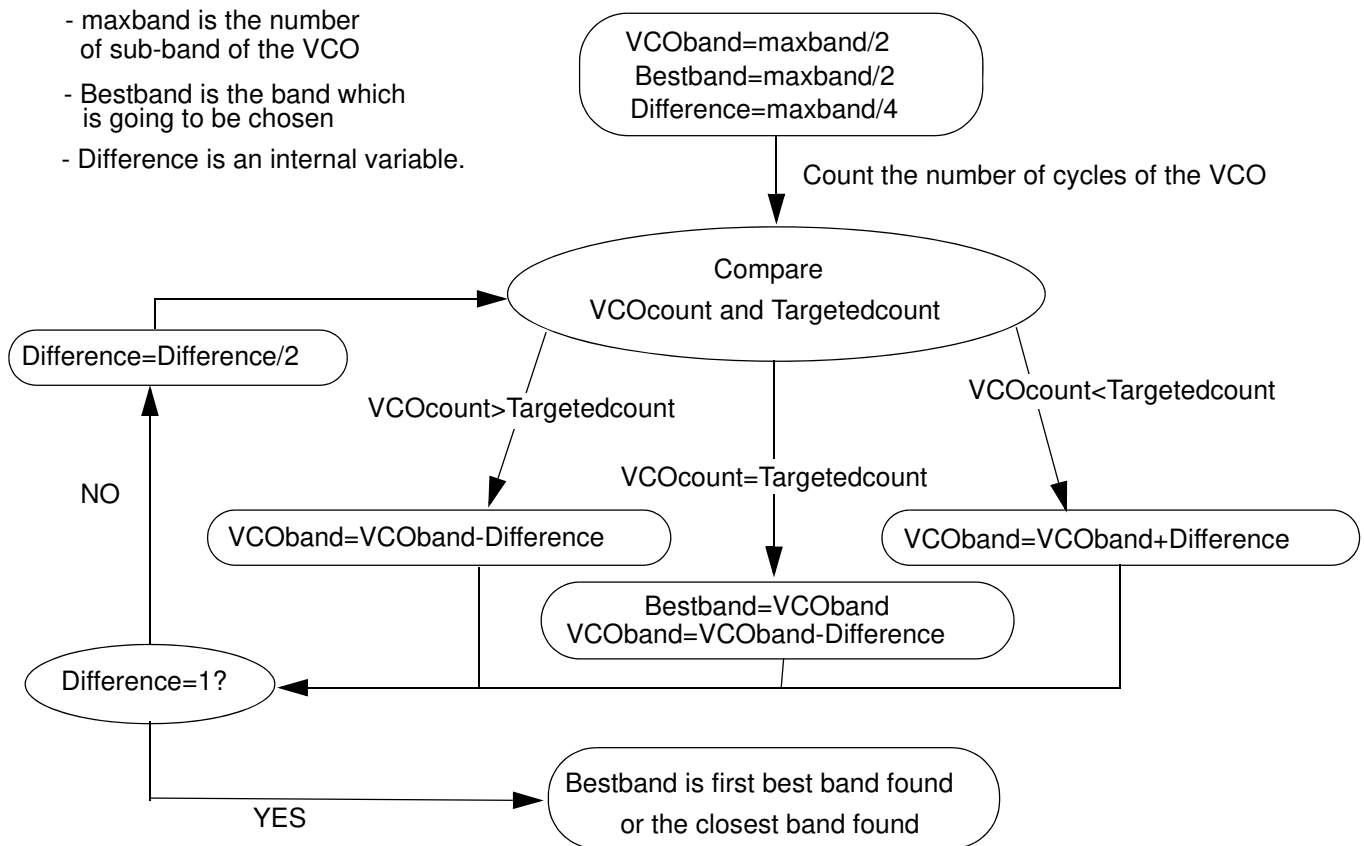 - maxband is the number
of sub-band of the VCO
- Bestband is the band which
is going to be chosen
- Difference is an internal variable.
VCOband=maxband/2
Bestband=maxband/2
Difference=maxband/4
Count the number of cycles of the VCO
Compare
VCOcount and Targetedcount
Difference=Difference/2
VCOcount>Targetedcount
VCOcount<Targetedcount
VCOcount=Targetedcount
NO
VCOband=VCOband-Difference
VCOband=VCOband+Difference
Bestband=VCOband
VCOband=VCOband-Difference
Difference=1?
YES
Bestband is first best band found
or the closest band found